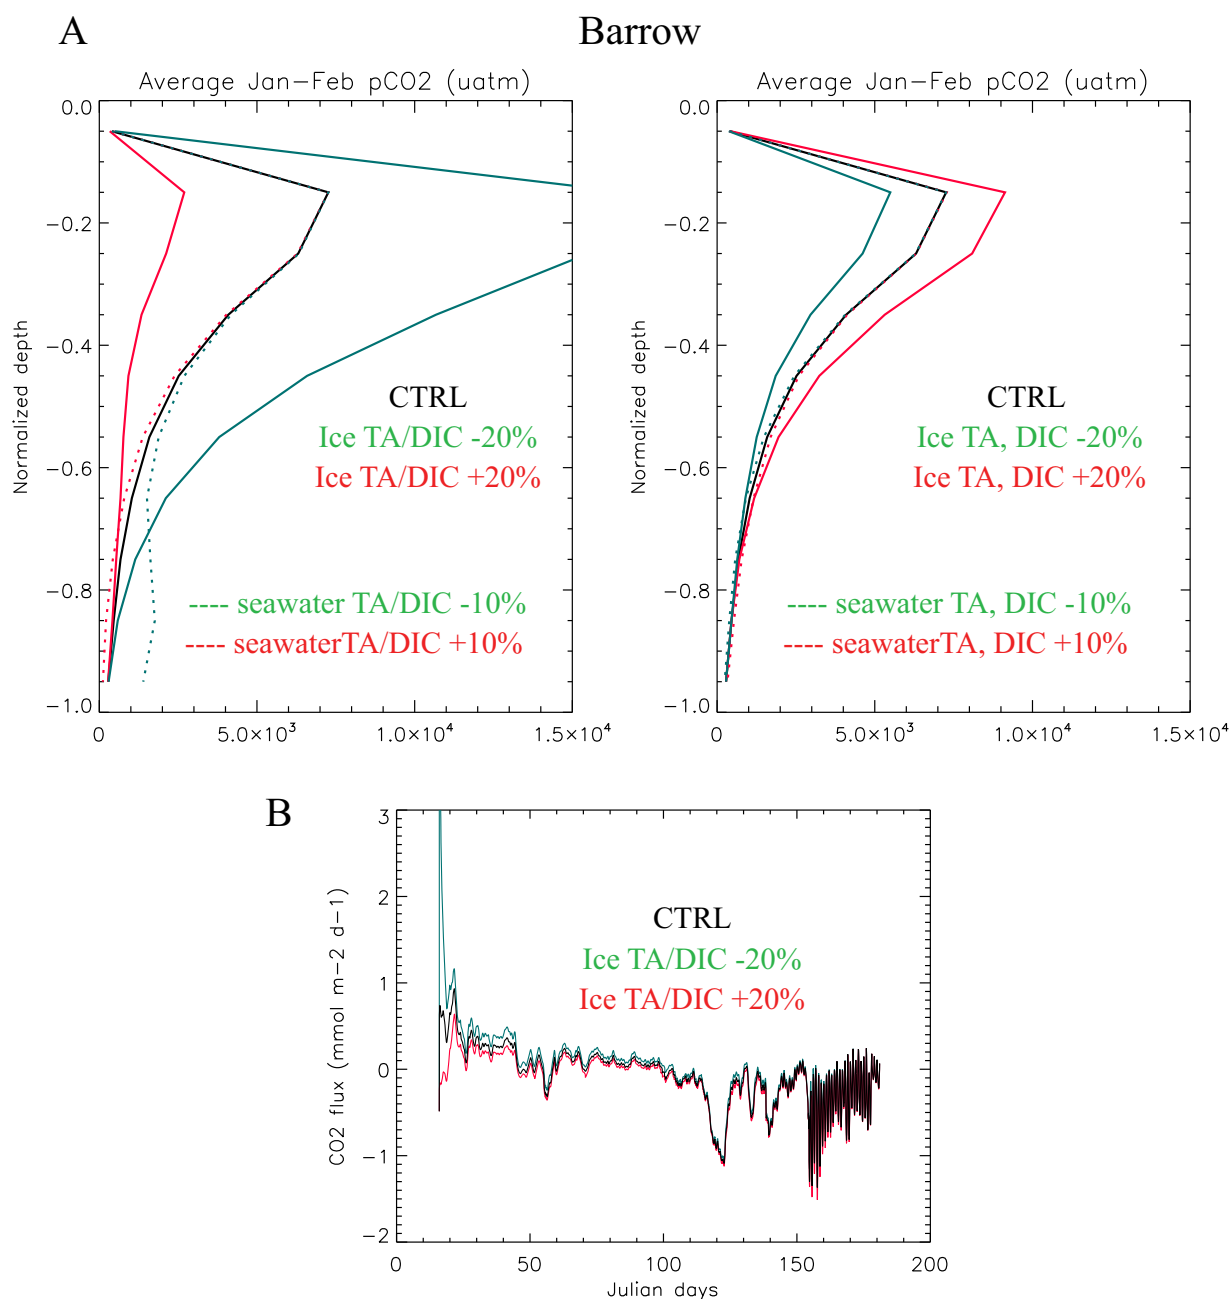 A
Barrow
Average Jan-Feb pCO2 (uatm)
0.0
-0.2
-0.4
-0.6
-0.8
-1.0
Normalized depth
CTRL
Ice TA/DIC -20%
Ice TA/DIC +20%
---- seawater TA/DIC -10%
---- seawaterTA/DIC +10%
0
5.0×10³
1.0×10⁴
1.5×10⁴
Average Jan-Feb pCO2 (uatm)
0.0
-0.2
-0.4
-0.6
-0.8
-1.0
Normalized depth
CTRL
Ice TA, DIC -20%
Ice TA, DIC +20%
---- seawater TA, DIC -10%
---- seawaterTA, DIC +10%
0
5.0×10³
1.0×10⁴
1.5×10⁴
B
3
2
1
0
-1
-2
CO2 flux (mmol m-2 d-1)
CTRL
Ice TA/DIC -20%
Ice TA/DIC +20%
0
50
100
150
200
Julian days